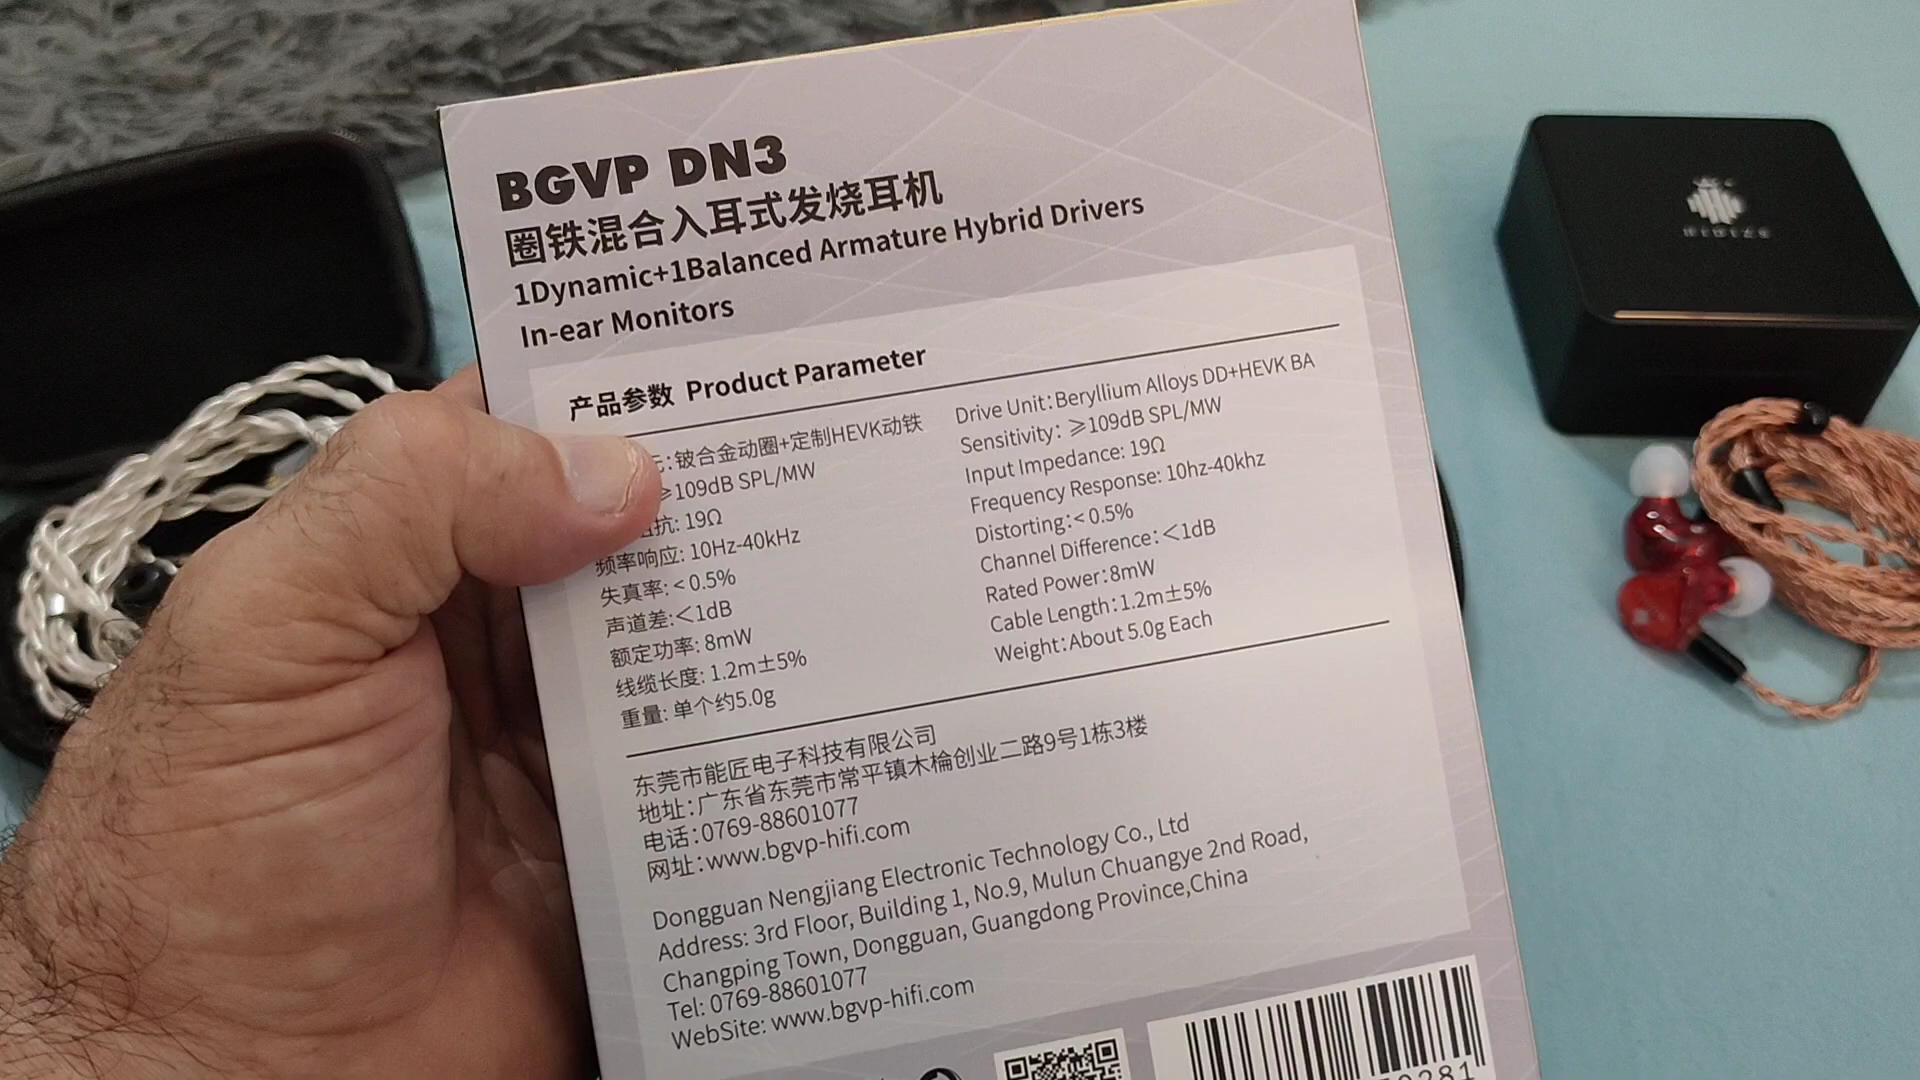 BGVP DN3
圈铁混合入耳式发烧耳机
1Dynamic+1Balanced Armature Hybrid Drivers
In-ear Monitors
产品参数 Product Parameter
:铍合金动圈+定制HEVK动铁
≥109dB SPL/MW
抗: 19Ω
频率响应: 10Hz-40kHz
失真率:<0.5%
声道差:<1dB
额定功率: 8mW
线缆长度: 1.2m±5%
重量: 单个约5.0g
Drive Unit:Beryllium Alloys DD+HEVK BA
Sensitivity: ≥109dB SPL/MW
Input Impedance: 19Ω
Frequency Response: 10hz-40khz
Distorting:<0.5%
Channel Difference:<1dB
Rated Power:8mW
Cable Length:1.2m±5%
Weight:About 5.0g Each
东莞市能匠电子科技有限公司
地址:广东省东莞市常平镇木棆创业二路9号1栋3楼
电话:0769-88601077
网址:www.bgvp-hifi.com
Dongguan Nengjiang Electronic Technology Co., Ltd
Address: 3rd Floor, Building 1, No.9, Mulun Chuangye 2nd Road,
Changping Town, Dongguan, Guangdong Province,China
Tel: 0769-88601077
WebSite: www.bgvp-hifi.com